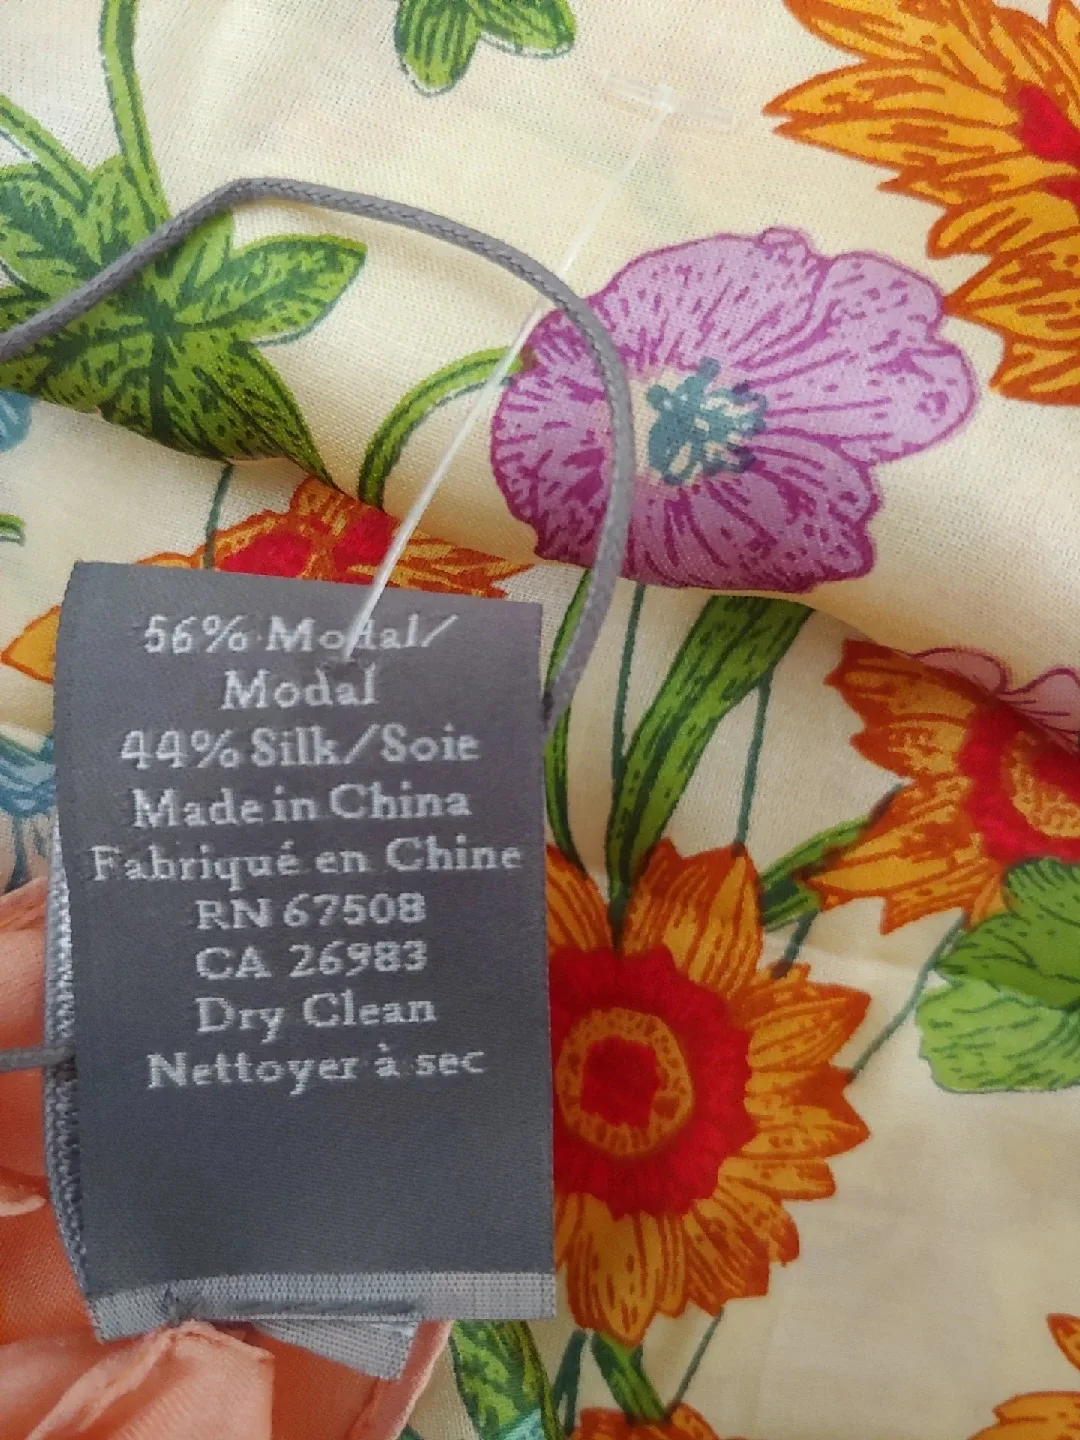 56% Modal/
Modal
44% Silk/Soie
Made in China
Fabriqué en Chine
RN 67508
CA 26983
Dry Clean
Nettoyer à sec